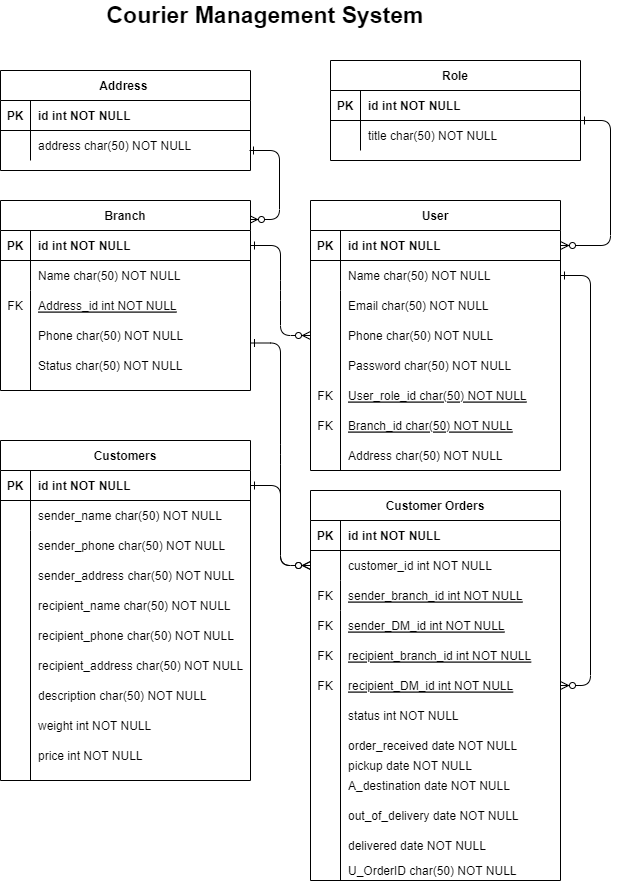 Courier Management System
Address
PK id int NOT NULL
address char(50) NOT NULL
Role
PK id int NOT NULL
title char(50) NOT NULL
Branch
PK id int NOT NULL
Name char(50) NOT NULL
FK Address_id int NOT NULL
Phone char(50) NOT NULL
Status char(50) NOT NULL
User
PK id int NOT NULL
Name char(50) NOT NULL
Email char(50) NOT NULL
Phone char(50) NOT NULL
Password char(50) NOT NULL
FK User_role_id char(50) NOT NULL
FK Branch_id char(50) NOT NULL
Address char(50) NOT NULL
Customers
PK id int NOT NULL
sender_name char(50) NOT NULL
sender_phone char(50) NOT NULL
sender_address char(50) NOT NULL
recipient_name char(50) NOT NULL
recipient_phone char(50) NOT NULL
recipient_address char(50) NOT NULL
description char(50) NOT NULL
weight int NOT NULL
price int NOT NULL
Customer Orders
PK id int NOT NULL
customer_id int NOT NULL
FK sender_branch_id int NOT NULL
FK sender_DM_id int NOT NULL
FK recipient_branch_id int NOT NULL
FK recipient_DM_id int NOT NULL
status int NOT NULL
order_received date NOT NULL
pickup date NOT NULL
A_destination date NOT NULL
out_of_delivery date NOT NULL
delivered date NOT NULL
U_OrderID char(50) NOT NULL